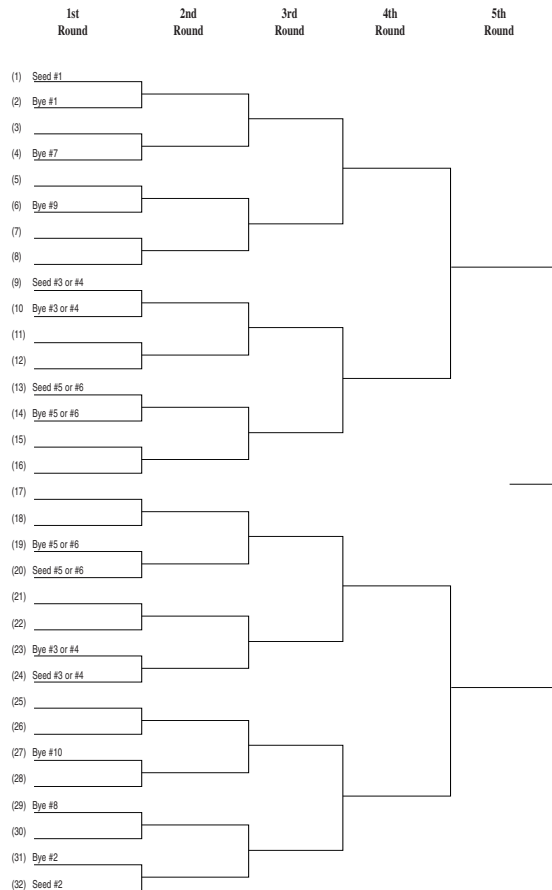 1st 2nd 3rd 4th 5th
Round Round Round Round Round
(1) Seed #1
(2) Bye #1
(3)
(4) Bye #7
(5)
(6) Bye #9
(7)
(8)
(9) Seed #3 or #4
(10 Bye #3 or #4
(11)
(12)
(13) Seed #5 or #6
(14) Bye #5 or #6
(15)
(16)
(17)
(18)
(19) Bye #5 or #6
(20) Seed #5 or #6
(21)
(22)
(23) Bye #3 or #4
(24) Seed #3 or #4
(25)
(26)
(27) Bye #10
(28)
(29) Bye #8
(30)
(31) Bye #2
(32) Seed #2